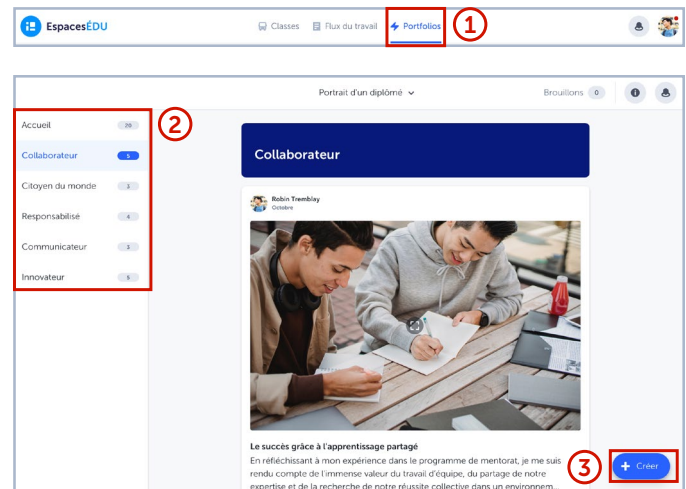 EspacesÉDU
Classes
Flux du travail
Portfolios
1
Portrait d'un diplômé
Brouillons 0
Accueil 20
Collaborateur 5
Citoyen du monde 3
Responsabilisé 4
Communicateur 3
Innovateur 5
2
Collaborateur
Robin Tremblay
Octobre
Le succès grâce à l'apprentissage partagé
En réfléchissant à mon expérience dans le programme de mentorat, je me suis
rendu compte de l'immense valeur du travail d'équipe, du partage de notre
expertise et de la recherche de notre réussite collective dans un environnem...
3
+ Créer